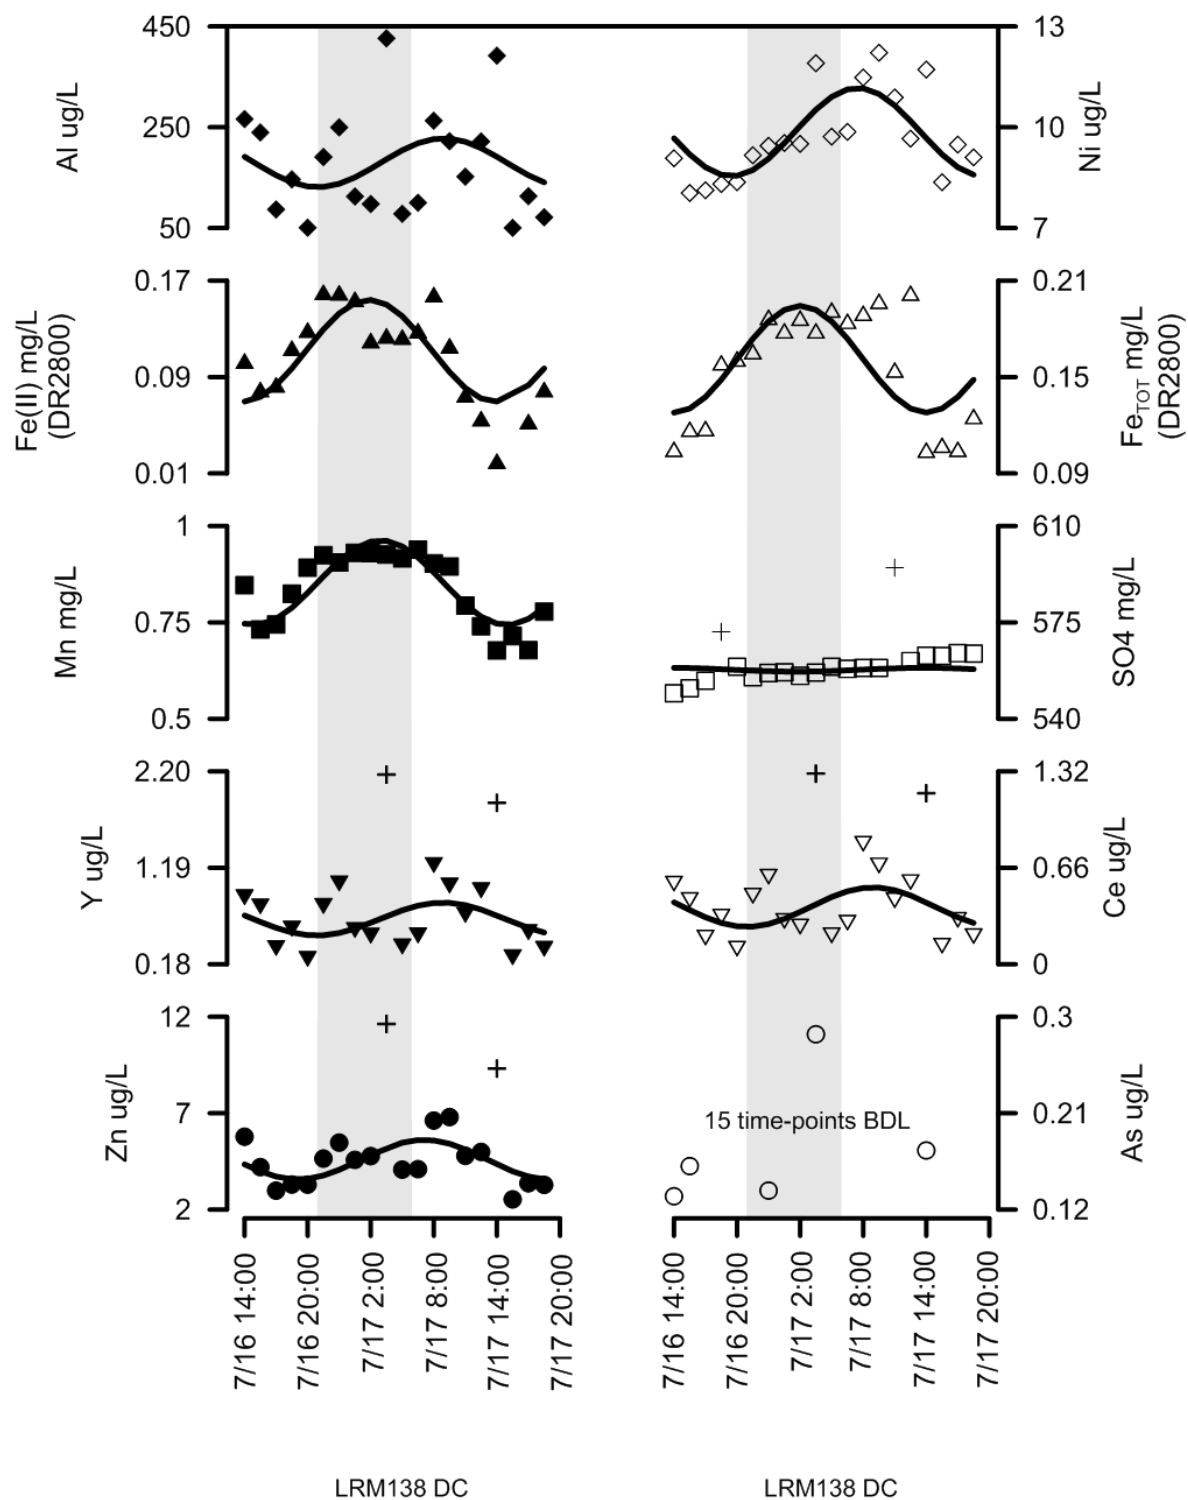 450
250
50
Al ug/L
13
10
7
Ni ug/L
0.17
0.09
0.01
Fe(II) mg/L
(DR2800)
0.21
0.15
0.09
FeTOT mg/L
(DR2800)
1
0.75
0.5
Mn mg/L
610
575
540
SO4 mg/L
2.20
1.19
0.18
Y ug/L
1.32
0.66
0
Ce ug/L
12
7
2
Zn ug/L
15 time-points BDL
0.3
0.21
0.12
As ug/L
7/16 14:00
7/16 20:00
7/17 2:00
7/17 8:00
7/17 14:00
7/17 20:00
7/16 14:00
7/16 20:00
7/17 2:00
7/17 8:00
7/17 14:00
7/17 20:00
LRM138 DC
LRM138 DC